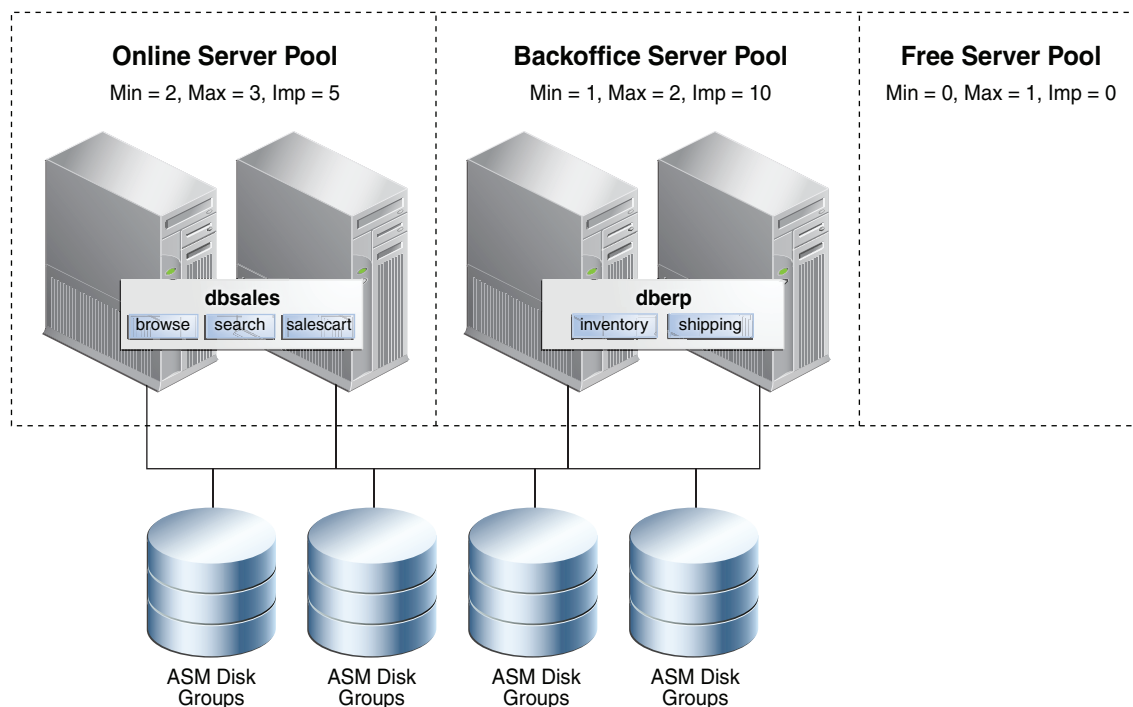 Online Server Pool
Min = 2, Max = 3, Imp = 5
Backoffice Server Pool
Min = 1, Max = 2, Imp = 10
Free Server Pool
Min = 0, Max = 1, Imp = 0
dbsales
browse
search
salescart
dberp
inventory
shipping
ASM Disk
Groups
ASM Disk
Groups
ASM Disk
Groups
ASM Disk
Groups